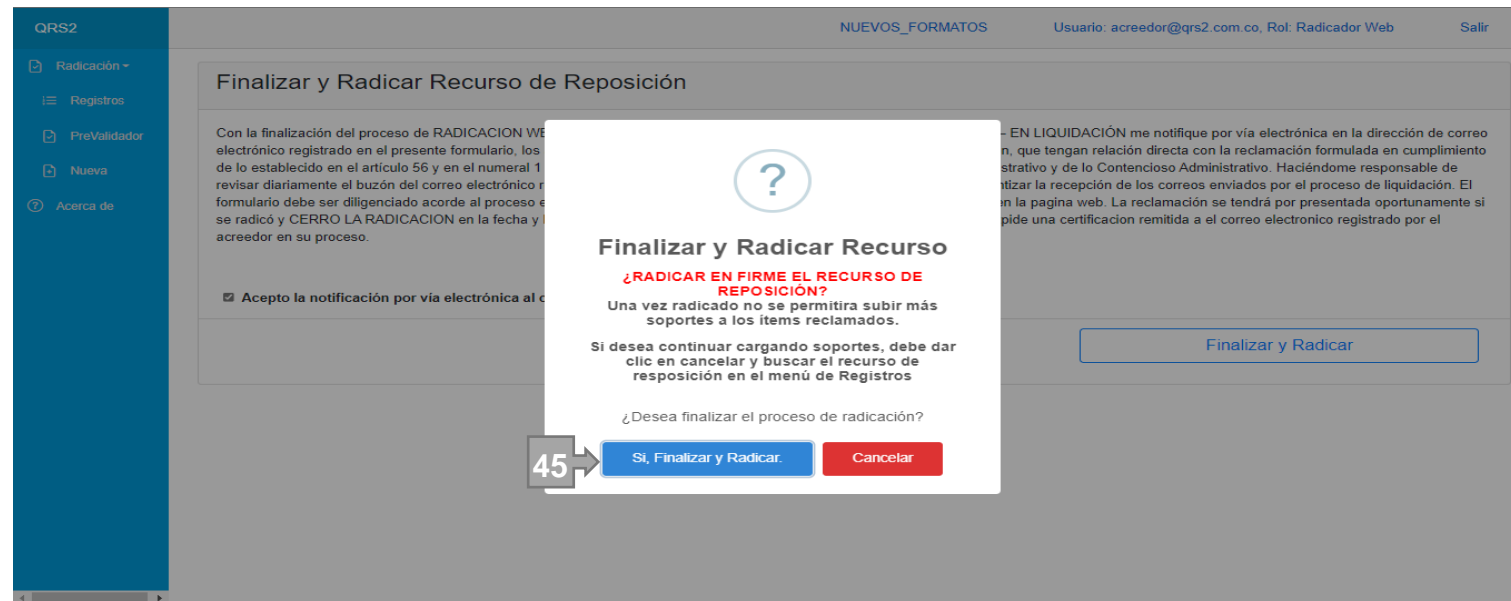 QRS2
NUEVOS_FORMATOS Usuario: acreedor@qrs2.com.co, Rol: Radicador Web Salir
Radicación
Registros
PreValidador
Nueva
Acerca de
Finalizar y Radicar Recurso de Reposición
Con la finalización del proceso de RADICACION WE – EN LIQUIDACIÓN me notifique por vía electrónica en la dirección de correo
electrónico registrado en el presente formulario, los n, que tengan relación directa con la reclamación formulada en cumplimiento
de lo establecido en el artículo 56 y en el numeral 1 strativo y de lo Contencioso Administrativo. Haciéndome responsable de
revisar diariamente el buzón del correo electrónico r ntizar la recepción de los correos enviados por el proceso de liquidación. El
formulario debe ser diligenciado acorde al proceso e en la pagina web. La reclamación se tendrá por presentada oportunamente si
se radicó y CERRO LA RADICACION en la fecha y pide una certificacion remitida a el correo electronico registrado por el
acreedor en su proceso.
Acepto la notificación por vía electrónica al c
Finalizar y Radicar
?
Finalizar y Radicar Recurso
¿RADICAR EN FIRME EL RECURSO DE
REPOSICIÓN?
Una vez radicado no se permitira subir más
soportes a los ítems reclamados.
Si desea continuar cargando soportes, debe dar
clic en cancelar y buscar el recurso de
resposición en el menú de Registros
¿Desea finalizar el proceso de radicación?
45
Si, Finalizar y Radicar. Cancelar